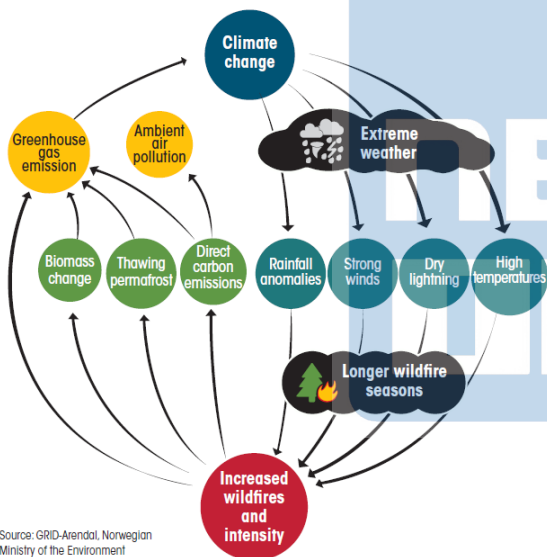 Climate
change
Greenhouse
gas
emission
Ambient
air
pollution
Extreme
weather
Biomass
change
Thawing
permafrost
Direct
carbon
emissions
Rainfall
anomalies
Strong
winds
Dry
lightning
High
temperatures
Longer wildfire
seasons
Increased
wildfires
and
intensity
Source: GRID-Arendal, Norwegian
Ministry of the Environment